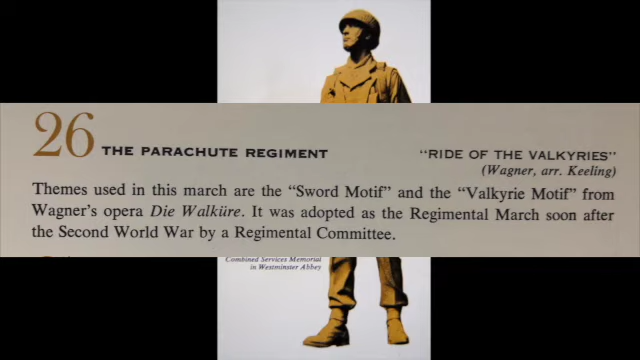 26 THE PARACHUTE REGIMENT "RIDE OF THE VALKYRIES"
(Wagner, arr. Keeling)
Themes used in this march are the "Sword Motif" and the "Valkyrie Motif" from
Wagner's opera Die Walküre. It was adopted as the Regimental March soon after
the Second World War by a Regimental Committee.
Combined Services Memorial
in Westminster Abbey